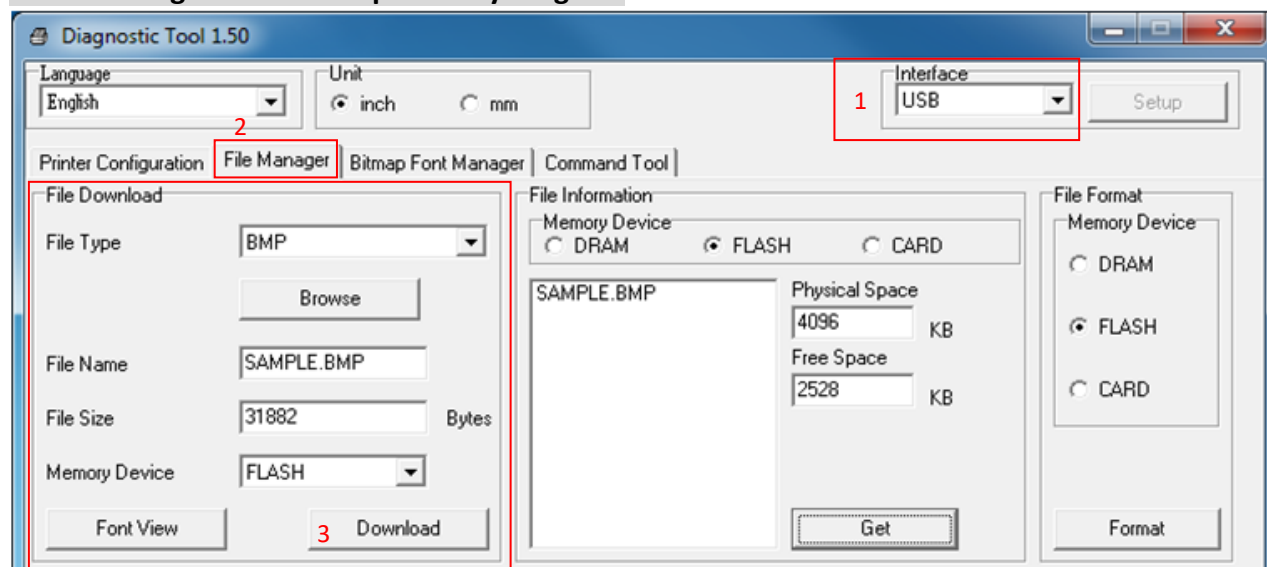 Diagnostic Tool 1.50
Language
Unit
Interface
English
inch
mm
1
USB
Setup
2
Printer Configuration
File Manager
Bitmap Font Manager
Command Tool
File Download
File Information
File Format
Memory Device
Memory Device
File Type
BMP
DRAM
FLASH
CARD
DRAM
Browse
SAMPLE.BMP
Physical Space
4096
KB
FLASH
File Name
SAMPLE.BMP
Free Space
2528
KB
CARD
File Size
31882
Bytes
Memory Device
FLASH
Font View
3
Download
Get
Format